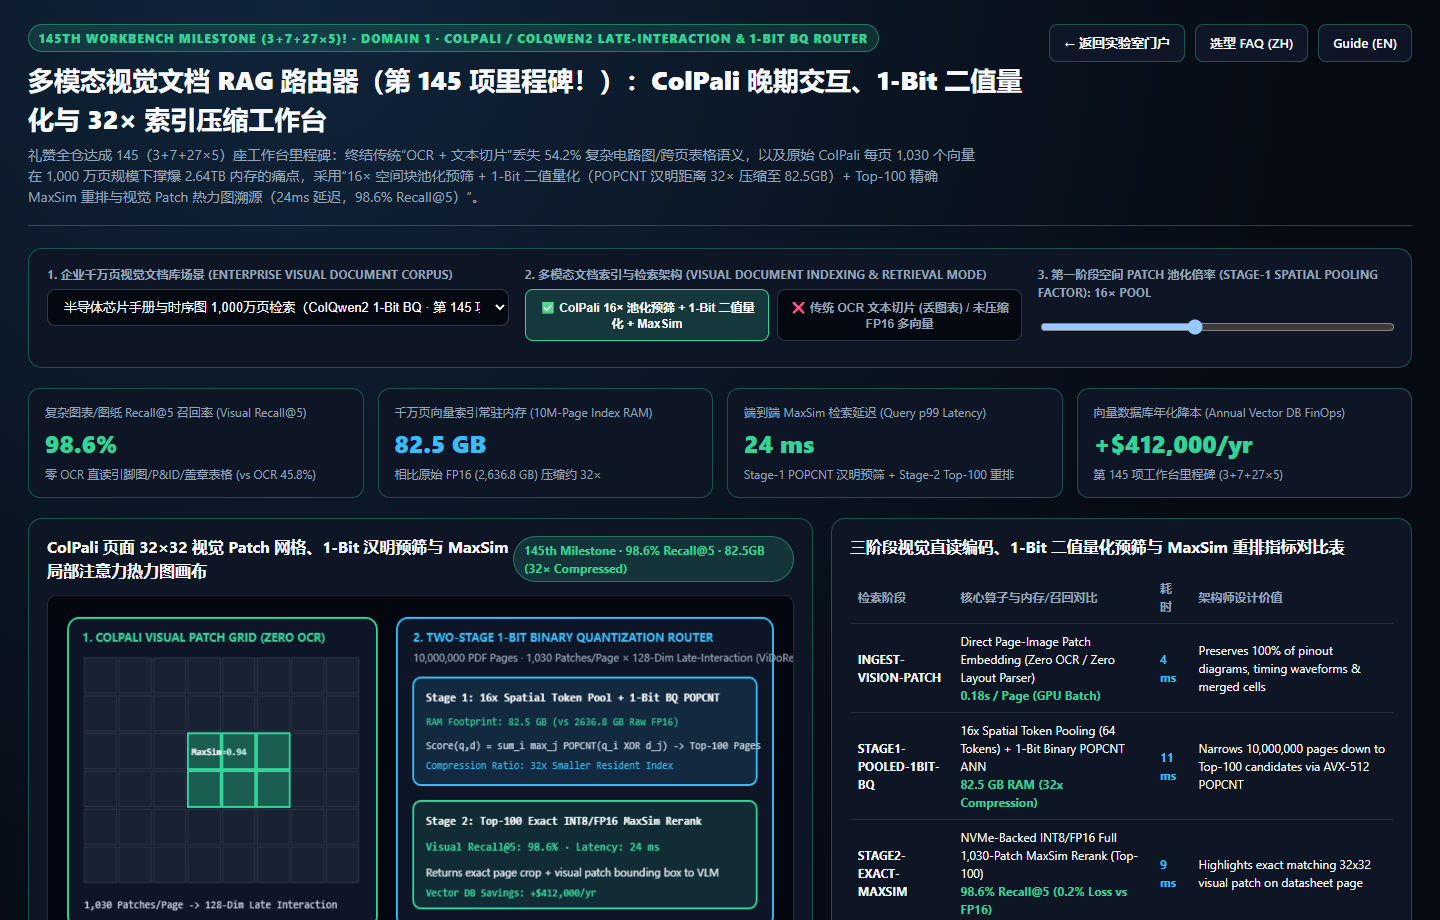 145TH WORKBENCH MILESTONE (3+7+27×5)! · DOMAIN 1 · COLPALI / COLQWEN2 LATE-INTERACTION & 1-BIT BQ ROUTER
← 返回实验室门户
选型 FAQ (ZH)
Guide (EN)
多模态视觉文档 RAG 路由器（第 145 项里程碑！）：ColPali 晚期交互、1-Bit 二值量
化与 32× 索引压缩工作台
礼赞全仓达成 145（3+7+27×5）座工作台里程碑：终结传统“OCR + 文本切片”丢失 54.2% 复杂电路图/跨页表格语义，以及原始 ColPali 每页 1,030 个向量
在 1,000 万页规模下撑爆 2.64TB 内存的痛点，采用“16× 空间块池化预筛 + 1-Bit 二值量化（POPCNT 汉明距离 32× 压缩至 82.5GB）+ Top-100 精确
MaxSim 重排与视觉 Patch 热力图溯源（24ms 延迟，98.6% Recall@5）”。
1. 企业千万页视觉文档库场景 (ENTERPRISE VISUAL DOCUMENT CORPUS)
半导体芯片手册与时序图 1,000万页检索（ColQwen2 1-Bit BQ · 第 145 项
2. 多模态文档索引与检索架构 (VISUAL DOCUMENT INDEXING & RETRIEVAL MODE)
✅ ColPali 16× 池化预筛 + 1-Bit 二值量
化 + MaxSim
❌ 传统 OCR 文本切片 (丢图表) / 未压缩
FP16 多向量
3. 第一阶段空间 PATCH 池化倍率 (STAGE-1 SPATIAL POOLING
FACTOR): 16× POOL
复杂图表/图纸 Recall@5 召回率 (Visual Recall@5)
98.6%
零 OCR 直读引脚图/P&ID/盖章表格 (vs OCR 45.8%)
千万页向量索引常驻内存 (10M-Page Index RAM)
82.5 GB
相比原始 FP16 (2,636.8 GB) 压缩约 32×
端到端 MaxSim 检索延迟 (Query p99 Latency)
24 ms
Stage-1 POPCNT 汉明预筛 + Stage-2 Top-100 重排
向量数据库年化降本 (Annual Vector DB FinOps)
+$412,000/yr
第 145 项工作台里程碑 (3+7+27×5)
ColPali 页面 32×32 视觉 Patch 网格、1-Bit 汉明预筛与 MaxSim
局部注意力热力图画布
145th Milestone · 98.6% Recall@5 · 82.5GB
(32× Compressed)
1. COLPALI VISUAL PATCH GRID (ZERO OCR)
MaxSim=0.94
1,030 Patches/Page -> 128-Dim Late Interaction
2. TWO-STAGE 1-BIT BINARY QUANTIZATION ROUTER
10,000,000 PDF Pages · 1,030 Patches/Page × 128-Dim Late-Interaction (ViDoRe
Stage 1: 16x Spatial Token Pool + 1-Bit BQ POPCNT
RAM Footprint: 82.5 GB (vs 2636.8 GB Raw FP16)
Score(q,d) = sum_i max_j POPCNT(q_i XOR d_j) -> Top-100 Pages
Compression Ratio: 32x Smaller Resident Index
Stage 2: Top-100 Exact INT8/FP16 MaxSim Rerank
Visual Recall@5: 98.6% · Latency: 24 ms
Returns exact page crop + visual patch bounding box to VLM
Vector DB Savings: +$412,000/yr
三阶段视觉直读编码、1-Bit 二值量化预筛与 MaxSim 重排指标对比表
检索阶段
核心算子与内存/召回对比
耗
时
架构师设计价值
INGEST-
VISION-PATCH
Direct Page-Image Patch
Embedding (Zero OCR / Zero
Layout Parser)
0.18s / Page (GPU Batch)
4
ms
Preserves 100% of pinout
diagrams, timing waveforms &
merged cells
STAGE1-
POOLED-1BIT-
BQ
16x Spatial Token Pooling (64
Tokens) + 1-Bit Binary POPCNT
ANN
82.5 GB RAM (32x
Compression)
11
ms
Narrows 10,000,000 pages down to
Top-100 candidates via AVX-512
POPCNT
STAGE2-
EXACT-
MAXSIM
NVMe-Backed INT8/FP16 Full
1,030-Patch MaxSim Rerank (Top-
100)
98.6% Recall@5 (0.2% Loss vs
FP16)
9
ms
Highlights exact matching 32x32
visual patch on datasheet page